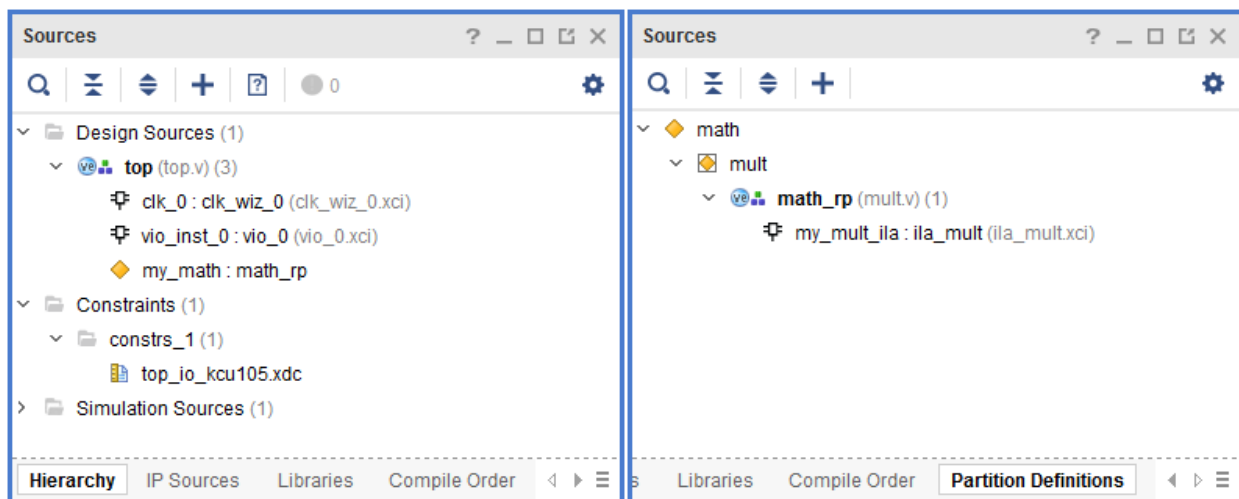 Sources
0
Design Sources (1)
top (top.v) (3)
clk_0 : clk_wiz_0 (clk_wiz_0.xci)
vio_inst_0 : vio_0 (vio_0.xci)
my_math : math_rp
Constraints (1)
constrs_1 (1)
top_io_kcu105.xdc
Simulation Sources (1)
Hierarchy IP Sources Libraries Compile Order
Sources
math
mult
math_rp (mult.v) (1)
my_mult_ila : ila_mult (ila_mult.xci)
s Libraries Compile Order Partition Definitions